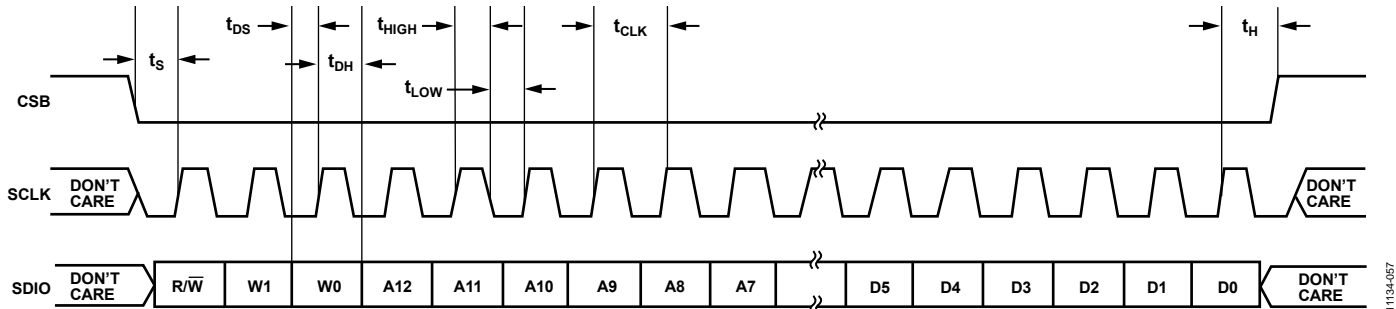 tDS
tHIGH
tCLK
tH
tS
tDH
tLOW
CSB
SCLK
DON'T
CARE
DON'T
CARE
SDIO
DON'T
CARE
R/W̅
W1
W0
A12
A11
A10
A9
A8
A7
D5
D4
D3
D2
D1
D0
DON'T
CARE
11134-057